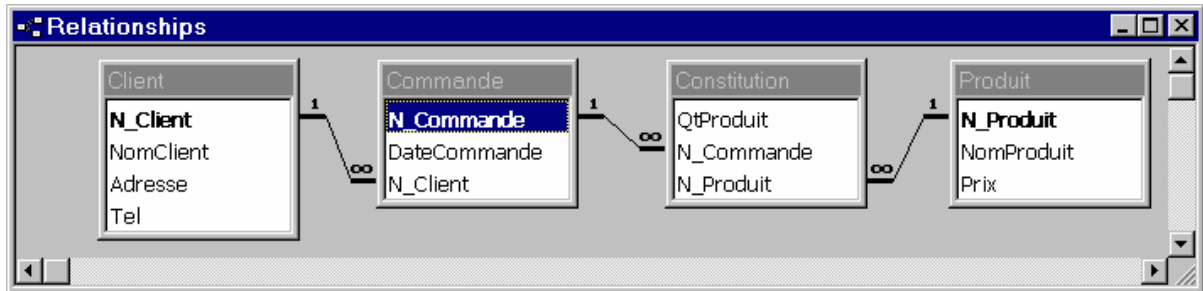 Relationships
Client
N_Client
NomClient
Adresse
Tel
1
∞
Commande
N_Commande
DateCommande
N_Client
1
∞
Constitution
QtProduit
N_Commande
N_Produit
∞
1
Produit
N_Produit
NomProduit
Prix